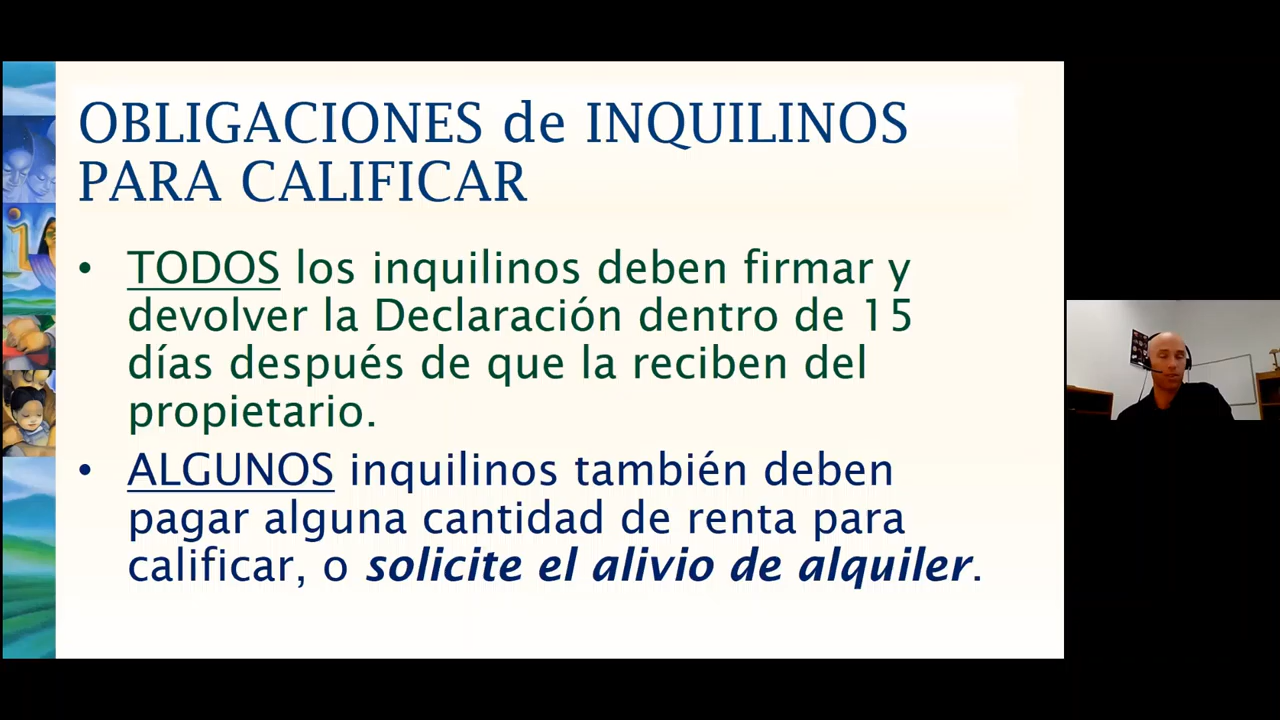 OBLIGACIONES de INQUILINOS
PARA CALIFICAR
• TODOS los inquilinos deben firmar y
devolver la Declaración dentro de 15
días después de que la reciben del
propietario.
• ALGUNOS inquilinos también deben
pagar alguna cantidad de renta para
calificar, o solicite el alivio de alquiler.